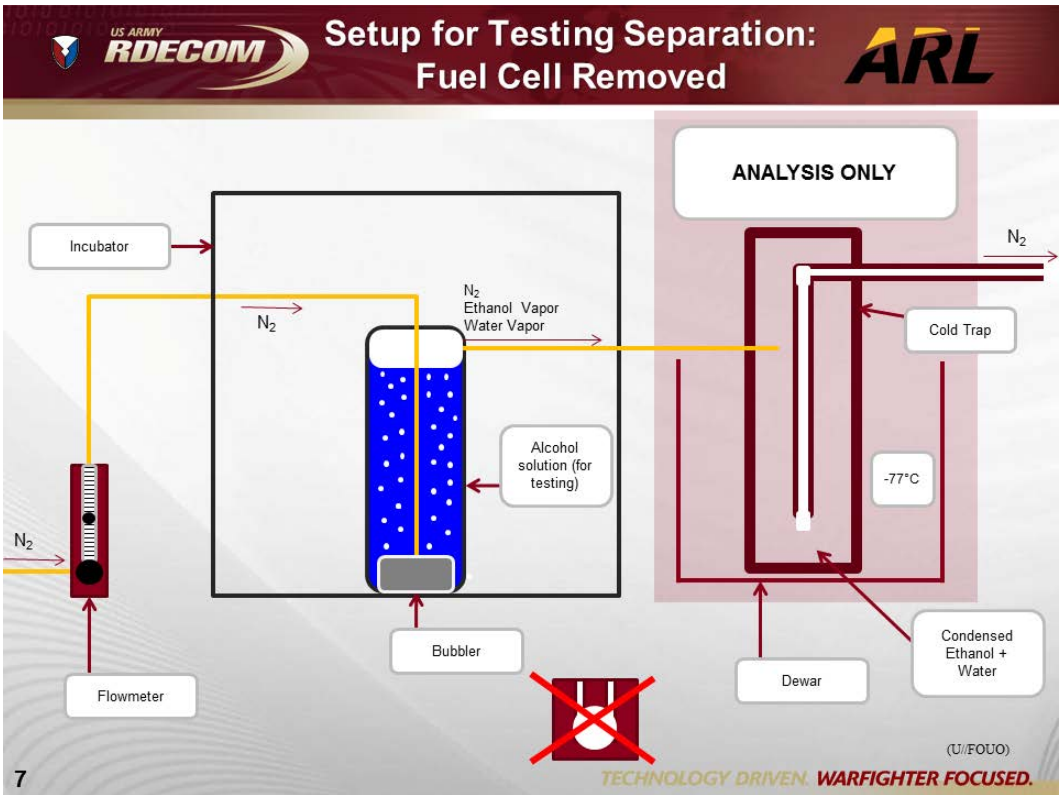 US ARMY
RDECOM
Setup for Testing Separation:
Fuel Cell Removed
ARL
ANALYSIS ONLY
Incubator
N₂
N₂
Ethanol Vapor
Water Vapor
N₂
Cold Trap
Alcohol
solution (for
testing)
-77°C
N₂
Bubbler
Condensed
Ethanol +
Water
Flowmeter
Dewar
(U//FOUO)
7
TECHNOLOGY DRIVEN. WARFIGHTER FOCUSED.